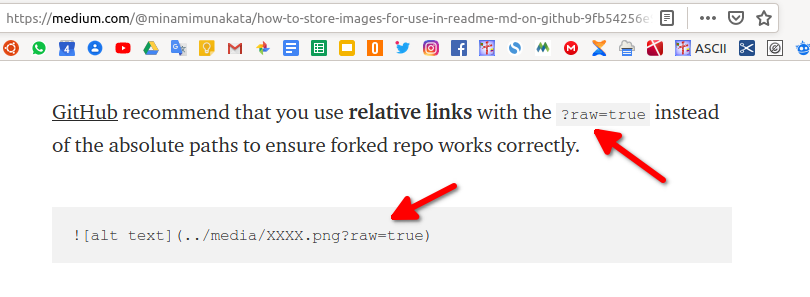 https://medium.com/@minamimunakata/how-to-store-images-for-use-in-readme-md-on-github-9fb54256e
ASCII
GitHub recommend that you use relative links with the ?raw=true instead
of the absolute paths to ensure forked repo works correctly.
![alt text](../media/XXXX.png?raw=true)